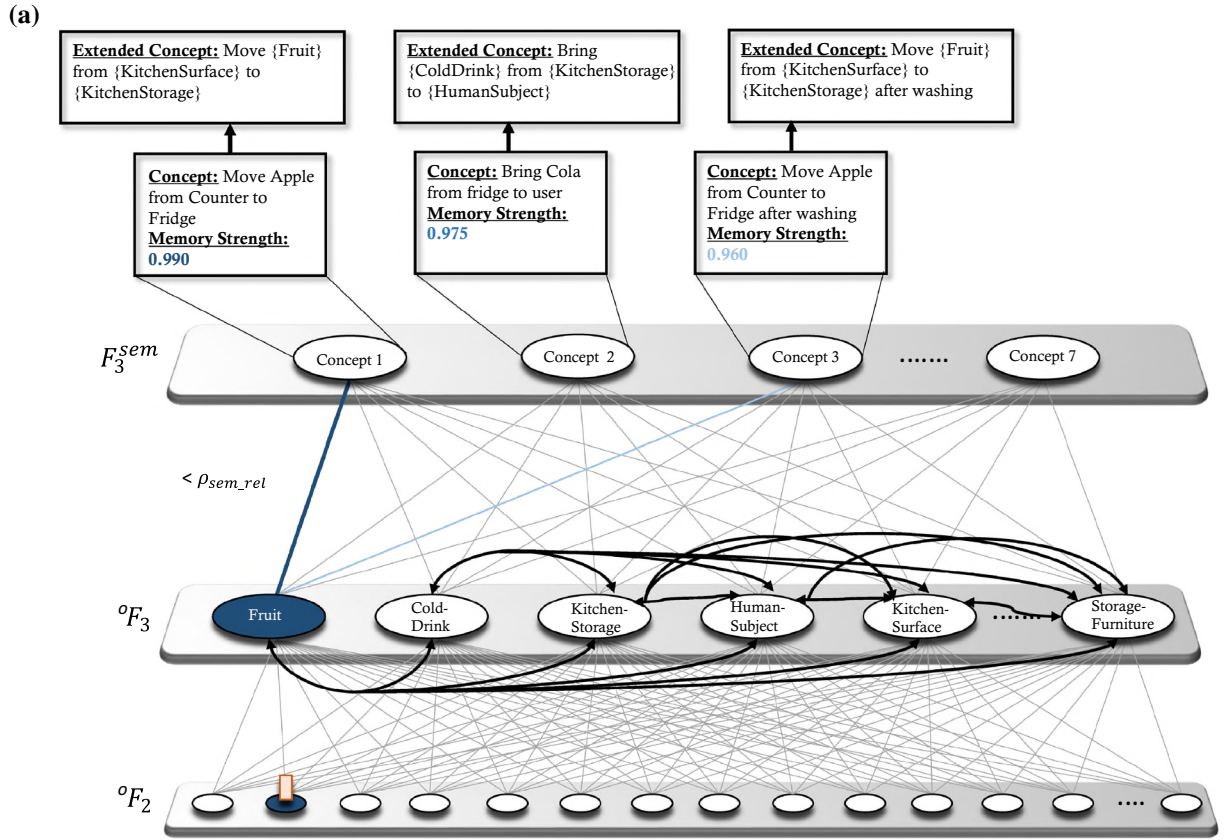 (a)
Extended Concept: Move {Fruit}
from {KitchenSurface} to
{KitchenStorage}
Extended Concept: Bring
{ColdDrink} from {KitchenStorage}
to {HumanSubject}
Extended Concept: Move {Fruit}
from {KitchenSurface} to
{KitchenStorage} after washing
Concept: Move Apple
from Counter to
Fridge
Memory Strength:
0.990
Concept: Bring Cola
from fridge to user
Memory Strength:
0.975
Concept: Move Apple
from Counter to
Fridge after washing
Memory Strength:
0.960
F₃ˢᵉᵐ
Concept 1
Concept 2
Concept 3
.......
Concept 7
< ρsem_rel
ᵒF₃
Fruit
Cold-
Drink
Kitchen-
Storage
Human-
Subject
Kitchen-
Surface
.......
Storage-
Furniture
ᵒF₂
....